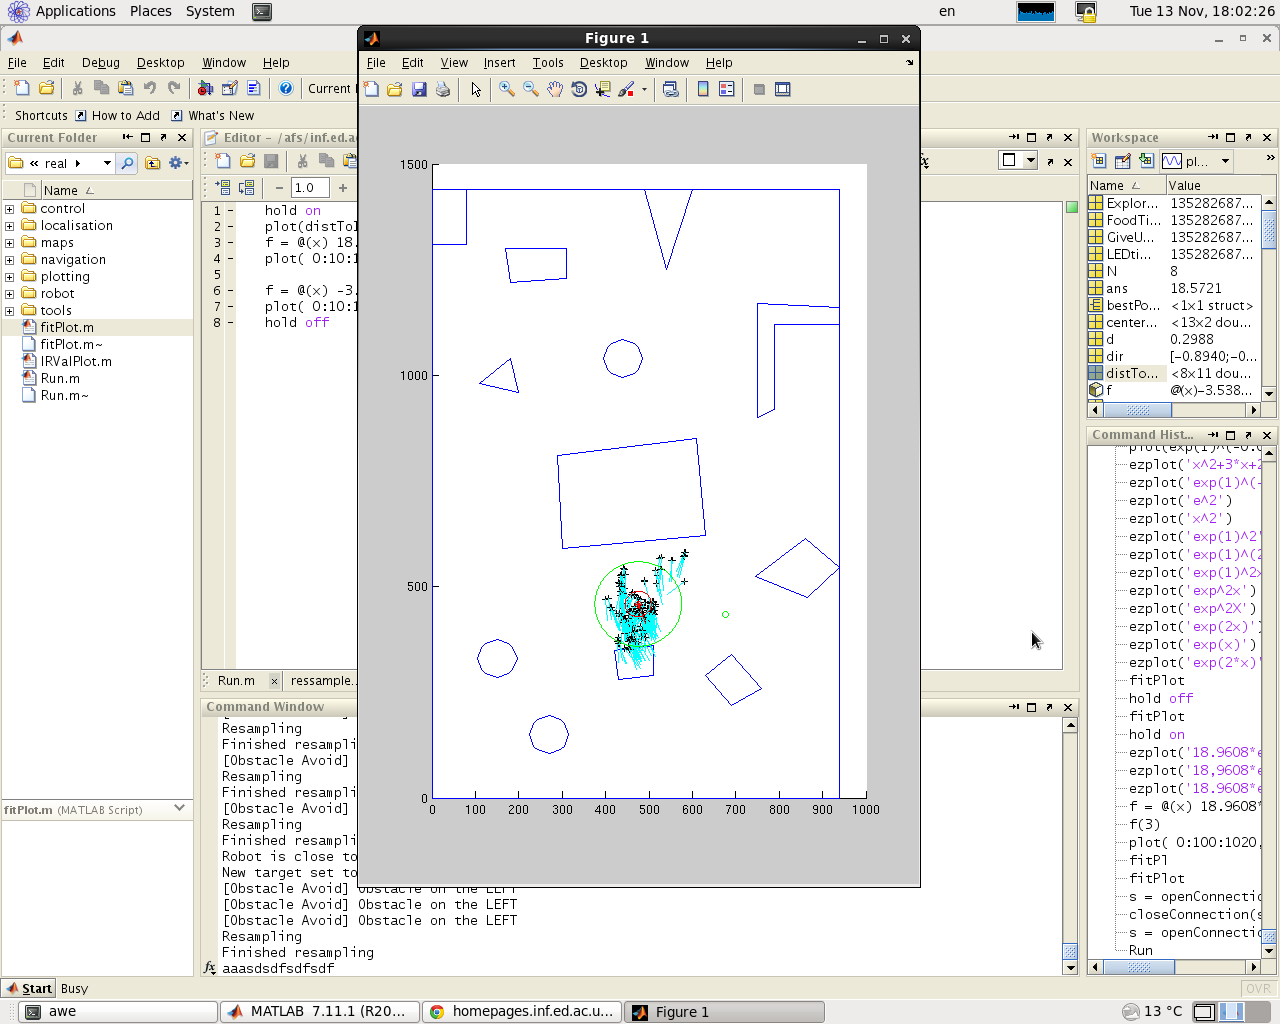 Applications Places System en Tue 13 Nov, 18:02:26
Figure 1
File Edit Debug Desktop Window Help
File Edit View Insert Tools Desktop Window Help
Current
Shortcuts How to Add What's New
Current Folder
Editor - /afs/inf.ed.ac
Workspace
« real
1.0
pl...
Name
Name Value
control
localisation
maps
navigation
plotting
robot
tools
fitPlot.m
fitPlot.m~
IRValPlot.m
Run.m
Run.m~
1 - hold on
2 - plot(distTo
3 - f = @(x) 18.
4 - plot( 0:10:1
5
6 - f = @(x) -3.
7 - plot( 0:10:1
8 - hold off
1500
1000
500
0
0 100 200 300 400 500 600 700 800 900 1000
Explor... 135282687...
FoodTi... 135282687...
GiveU... 135282687...
LEDti... 135282687...
N 8
ans 18.5721
bestPo... <1x1 struct>
center... <13x2 dou...
d 0.2988
dir [-0.8940;-0...
distTo... <8x11 dou...
f @(x)-3.538...
Command Hist...
ezplot('x^2+3*x+2
ezplot('exp(1)^(-
ezplot('e^2')
ezplot('x^2')
ezplot('exp(1)^2'
ezplot('exp(1)^(2
ezplot('exp(1)^2x
ezplot('exp^2x')
ezplot('exp^2X')
ezplot('exp(2x)')
ezplot('exp(x)')
ezplot('exp(2*x)'
fitPlot
hold off
fitPlot
hold on
ezplot('18.9608*e
ezplot('18,9608*e
ezplot('18.9608*e
f = @(x) 18.9608*
f(3)
plot( 0:100:1020,
fitPl
fitPlot
s = openConnectio
closeConnection(s
s = openConnectio
Run
Run.m × ressample.
Command Window
Resampling
Finished resampli
[Obstacle Avoid]
Resampling
Finished resampli
[Obstacle Avoid]
Resampling
Finished resampli
Robot is close to
New target set to
[Obstacle Avoid] Obstacle on the LEFT
[Obstacle Avoid] Obstacle on the LEFT
[Obstacle Avoid] Obstacle on the LEFT
Resampling
Finished resampling
fx aaasdsdfsdfsdf
fitPlot.m (MATLAB Script)
Start Busy OVR
awe MATLAB 7.11.1 (R20... homepages.inf.ed.ac.u... Figure 1 13 °C